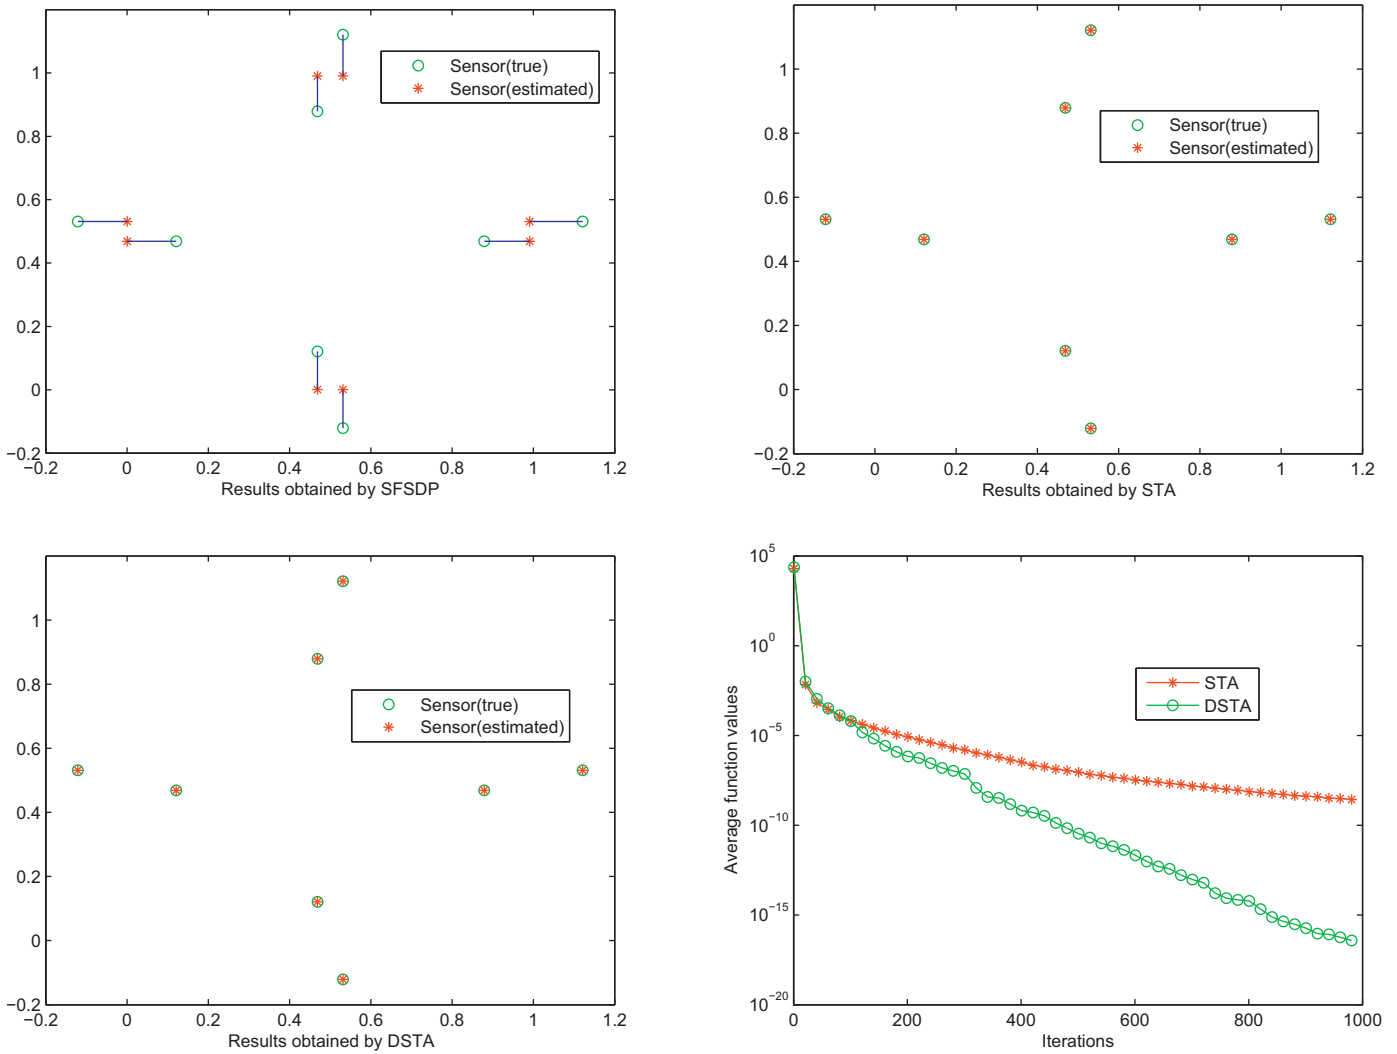 1
0.8
0.6
0.4
0.2
0
−0.2
−0.2 0 0.2 0.4 0.6 0.8 1 1.2
Sensor(true)
Sensor(estimated)
Results obtained by SFSDP
1
0.8
0.6
0.4
0.2
0
−0.2
−0.2 0 0.2 0.4 0.6 0.8 1 1.2
Sensor(true)
Sensor(estimated)
Results obtained by STA
1
0.8
0.6
0.4
0.2
0
−0.2
−0.2 0 0.2 0.4 0.6 0.8 1 1.2
Sensor(true)
Sensor(estimated)
Results obtained by DSTA
Average function values
10^5
10^0
10^−5
10^−10
10^−15
10^−20
0 200 400 600 800 1000
STA
DSTA
Iterations